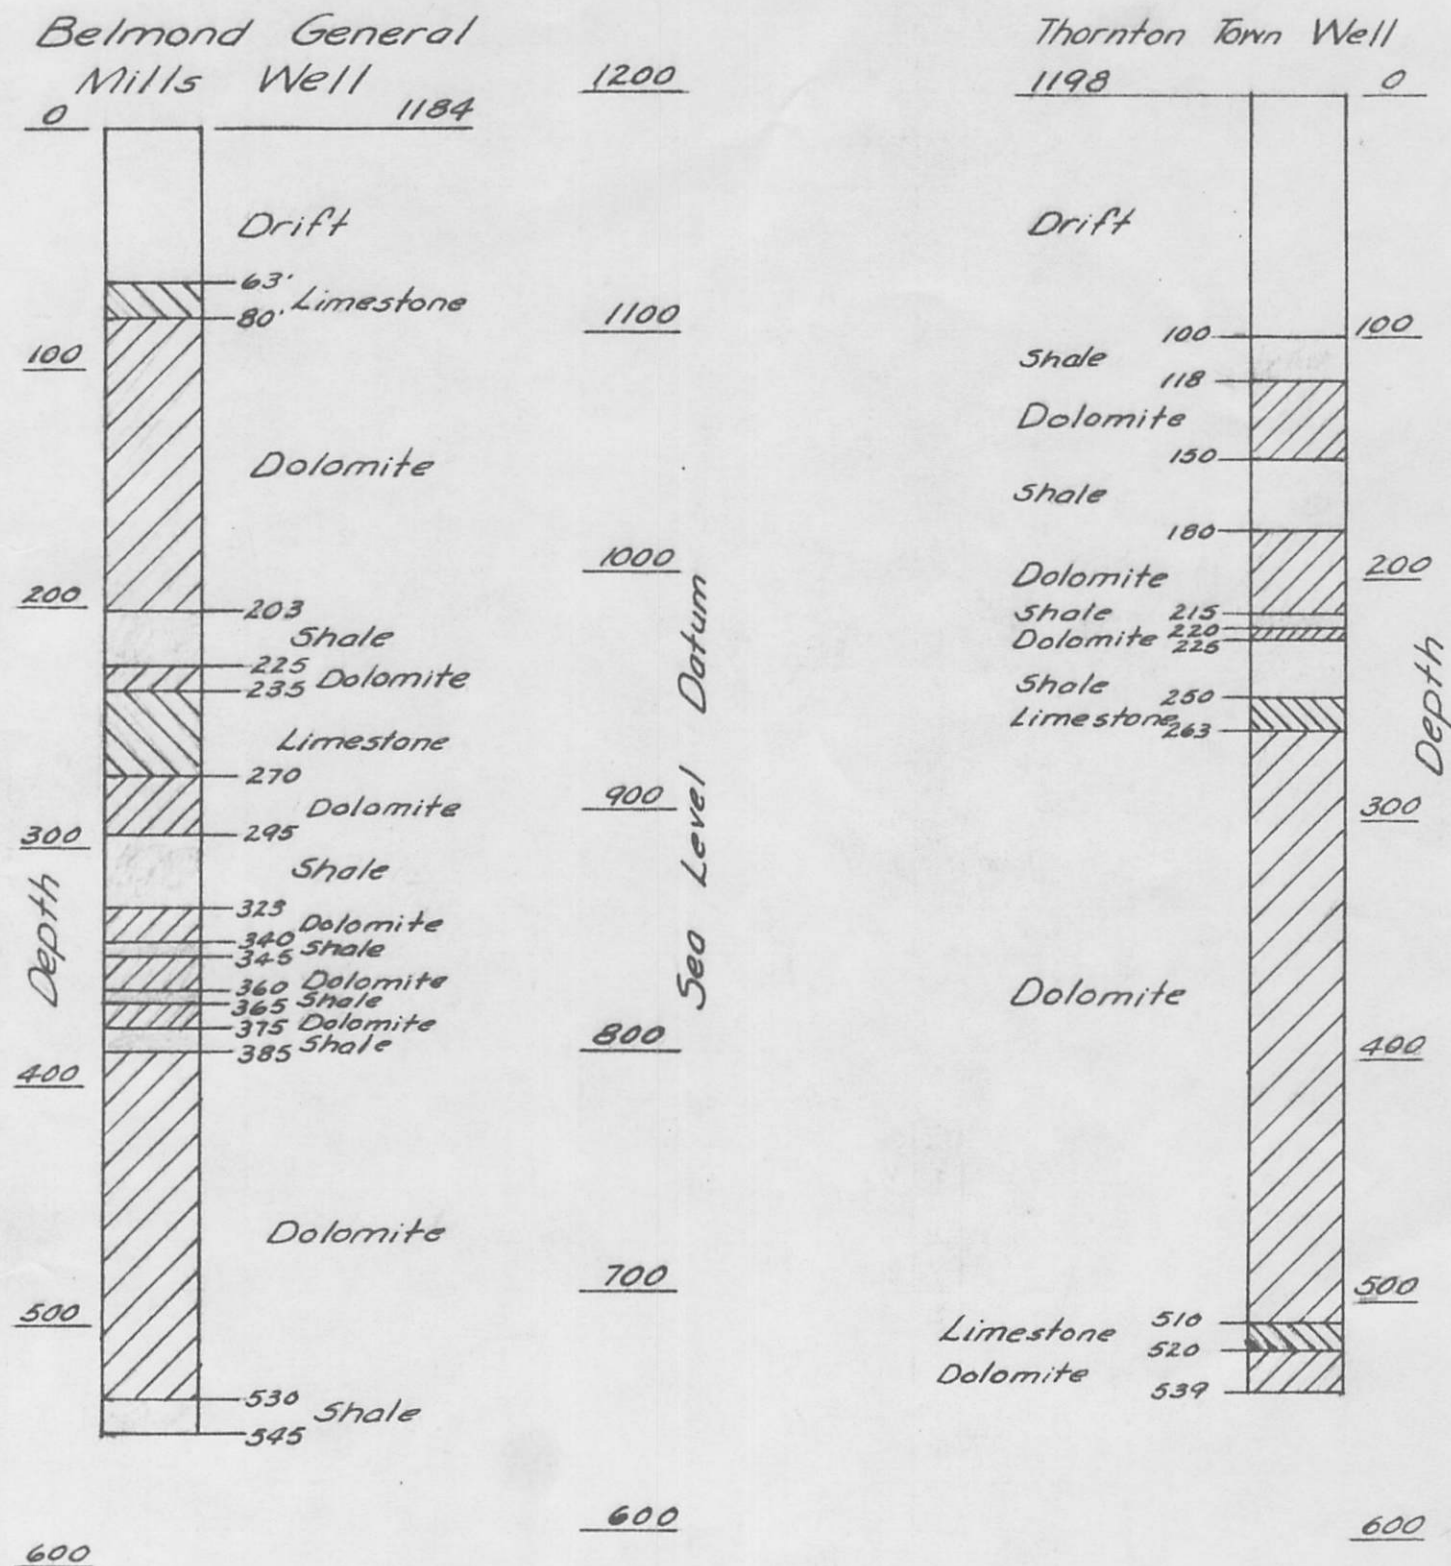 Belmond General
Mills Well
0
1184
Drift
63'
Limestone
80'
100
Dolomite
200
203
Shale
225
Dolomite
235
Limestone
270
Dolomite
295
300
Shale
Depth
323
Dolomite
340
Shale
345
Dolomite
360
Shale
365
Dolomite
375
Shale
385
400
Dolomite
500
530
Shale
545
600
1200
1100
1000
Sea Level Datum
900
800
700
600
Thornton Town Well
1198
0
Drift
100
100
Shale
118
Dolomite
150
Shale
180
Dolomite
200
Shale 215
Dolomite 220
225
Shale
250
Limestone
263
Depth
300
Dolomite
400
500
Limestone 510
520
Dolomite
539
600